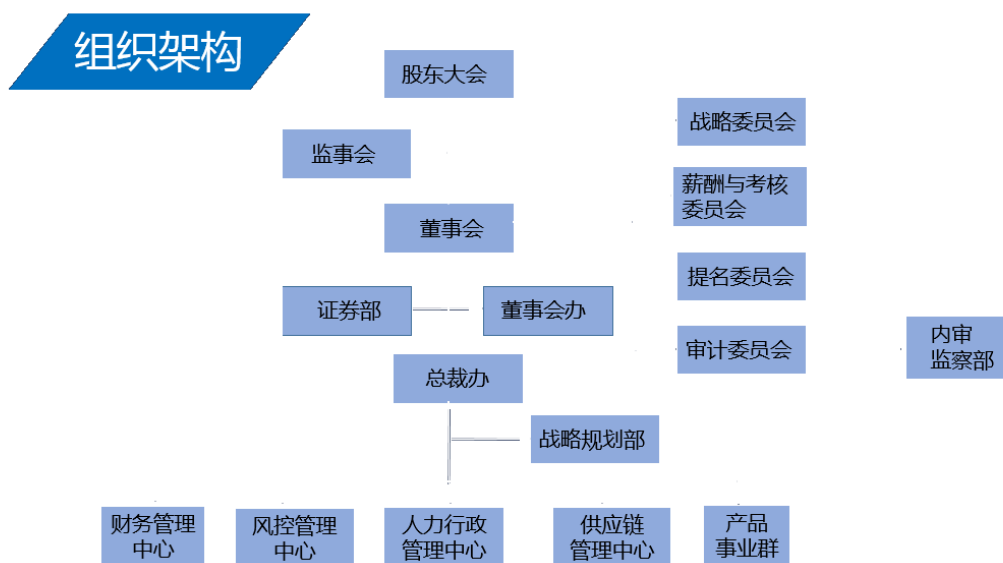 组织架构
股东大会
战略委员会
监事会
薪酬与考核
委员会
董事会
提名委员会
证券部
董事会办
审计委员会
内审
监察部
总裁办
战略规划部
财务管理
中心
风控管理
中心
人力行政
管理中心
供应链
管理中心
产品
事业群